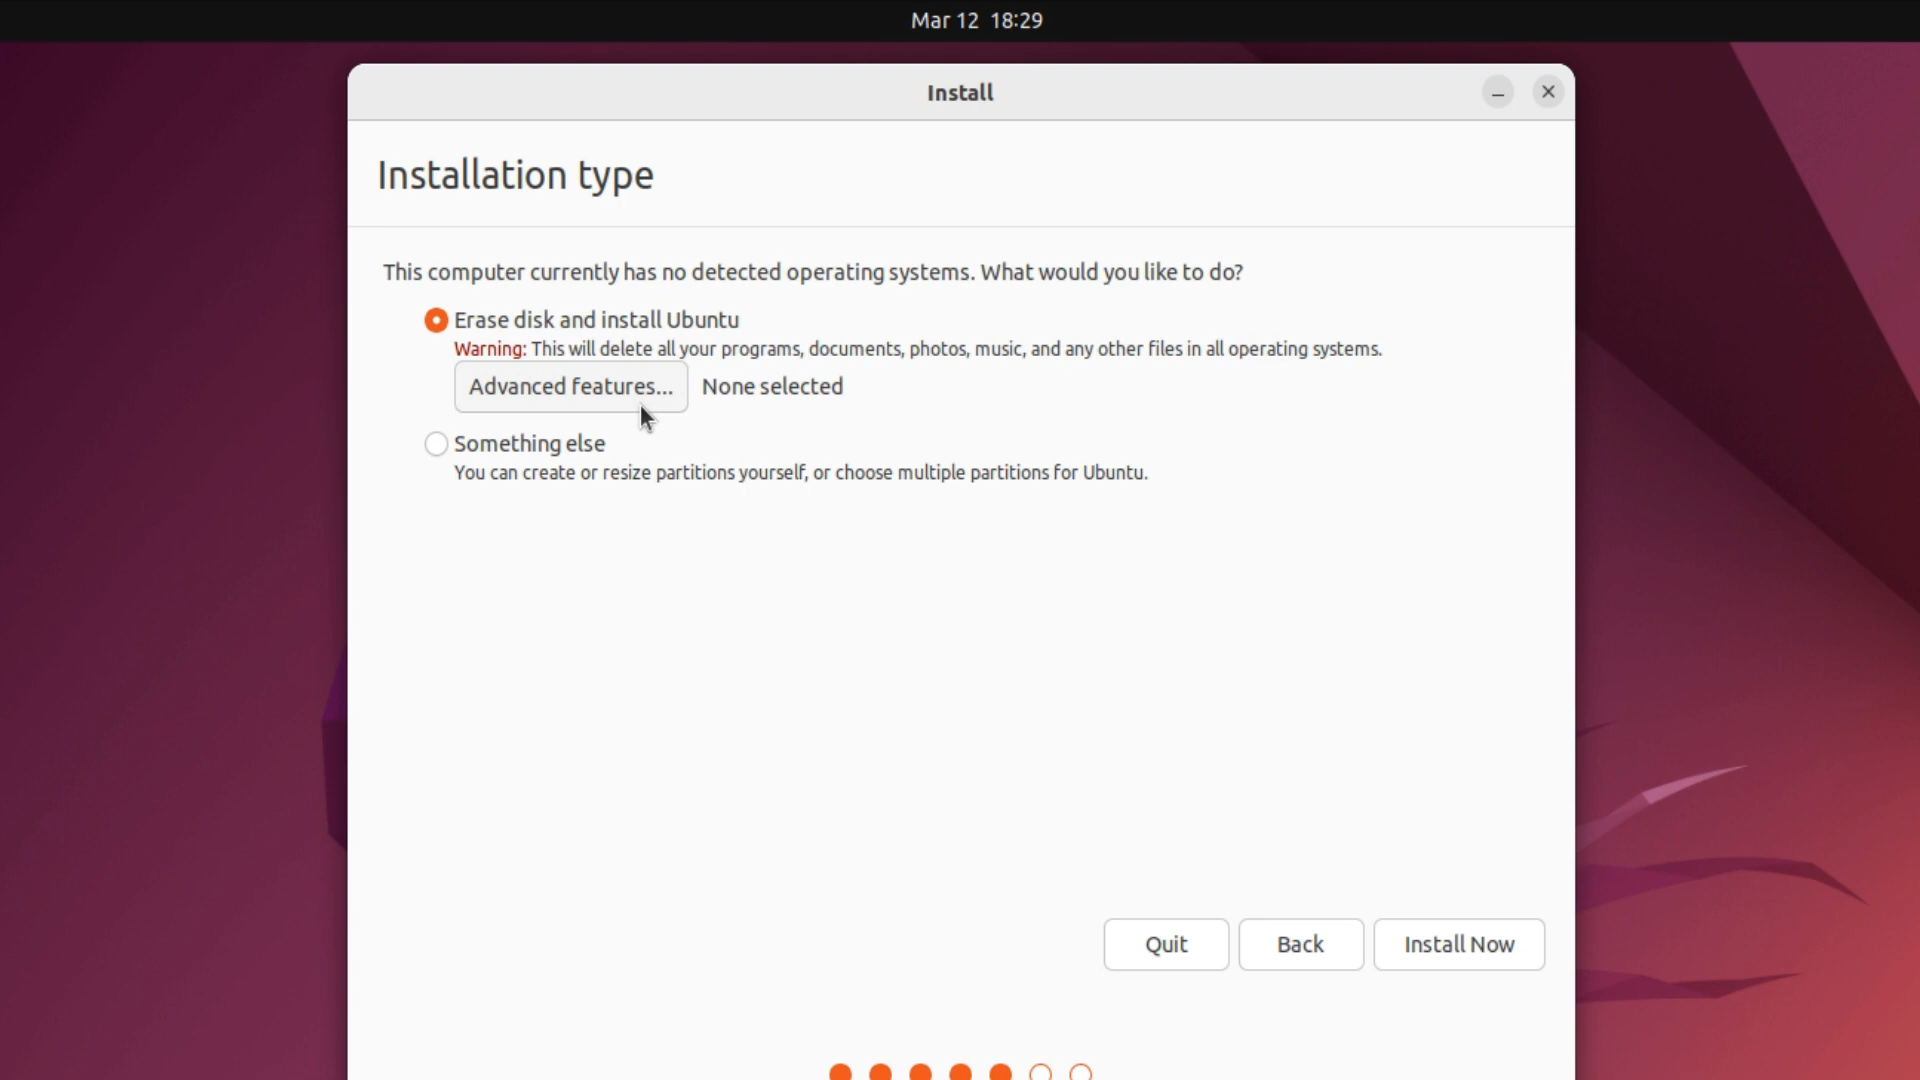 Mar 12 18:29
Install
Installation type
This computer currently has no detected operating systems. What would you like to do?
Erase disk and install Ubuntu
Warning: This will delete all your programs, documents, photos, music, and any other files in all operating systems.
Advanced features... None selected
Something else
You can create or resize partitions yourself, or choose multiple partitions for Ubuntu.
Quit Back Install Now